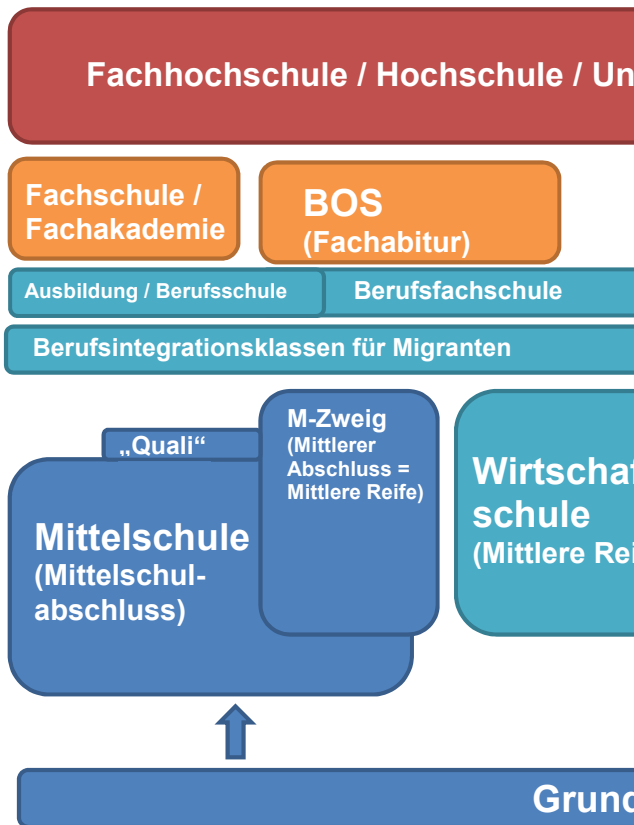 Fachhochschule / Hochschule / Un
Fachschule /
Fachakademie
BOS
(Fachabitur)
Ausbildung / Berufsschule
Berufsfachschule
Berufsintegrationsklassen für Migranten
„Quali“
M-Zweig
(Mittlerer
Abschluss =
Mittlere Reife)
Mittelschule
(Mittelschul-
abschluss)
Wirtschaf
schule
(Mittlere Rei
Grund